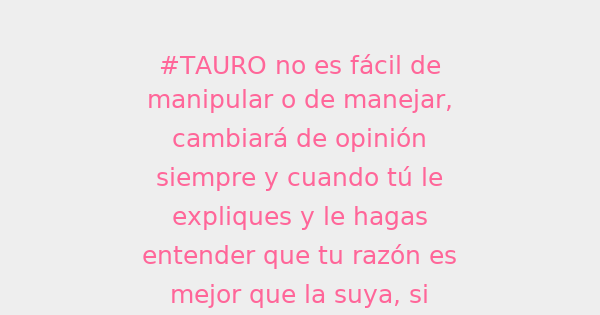 #TAURO no es fácil de
manipular o de manejar,
cambiará de opinión
siempre y cuando tú le
expliques y le hagas
entender que tu razón es
mejor que la suya, si